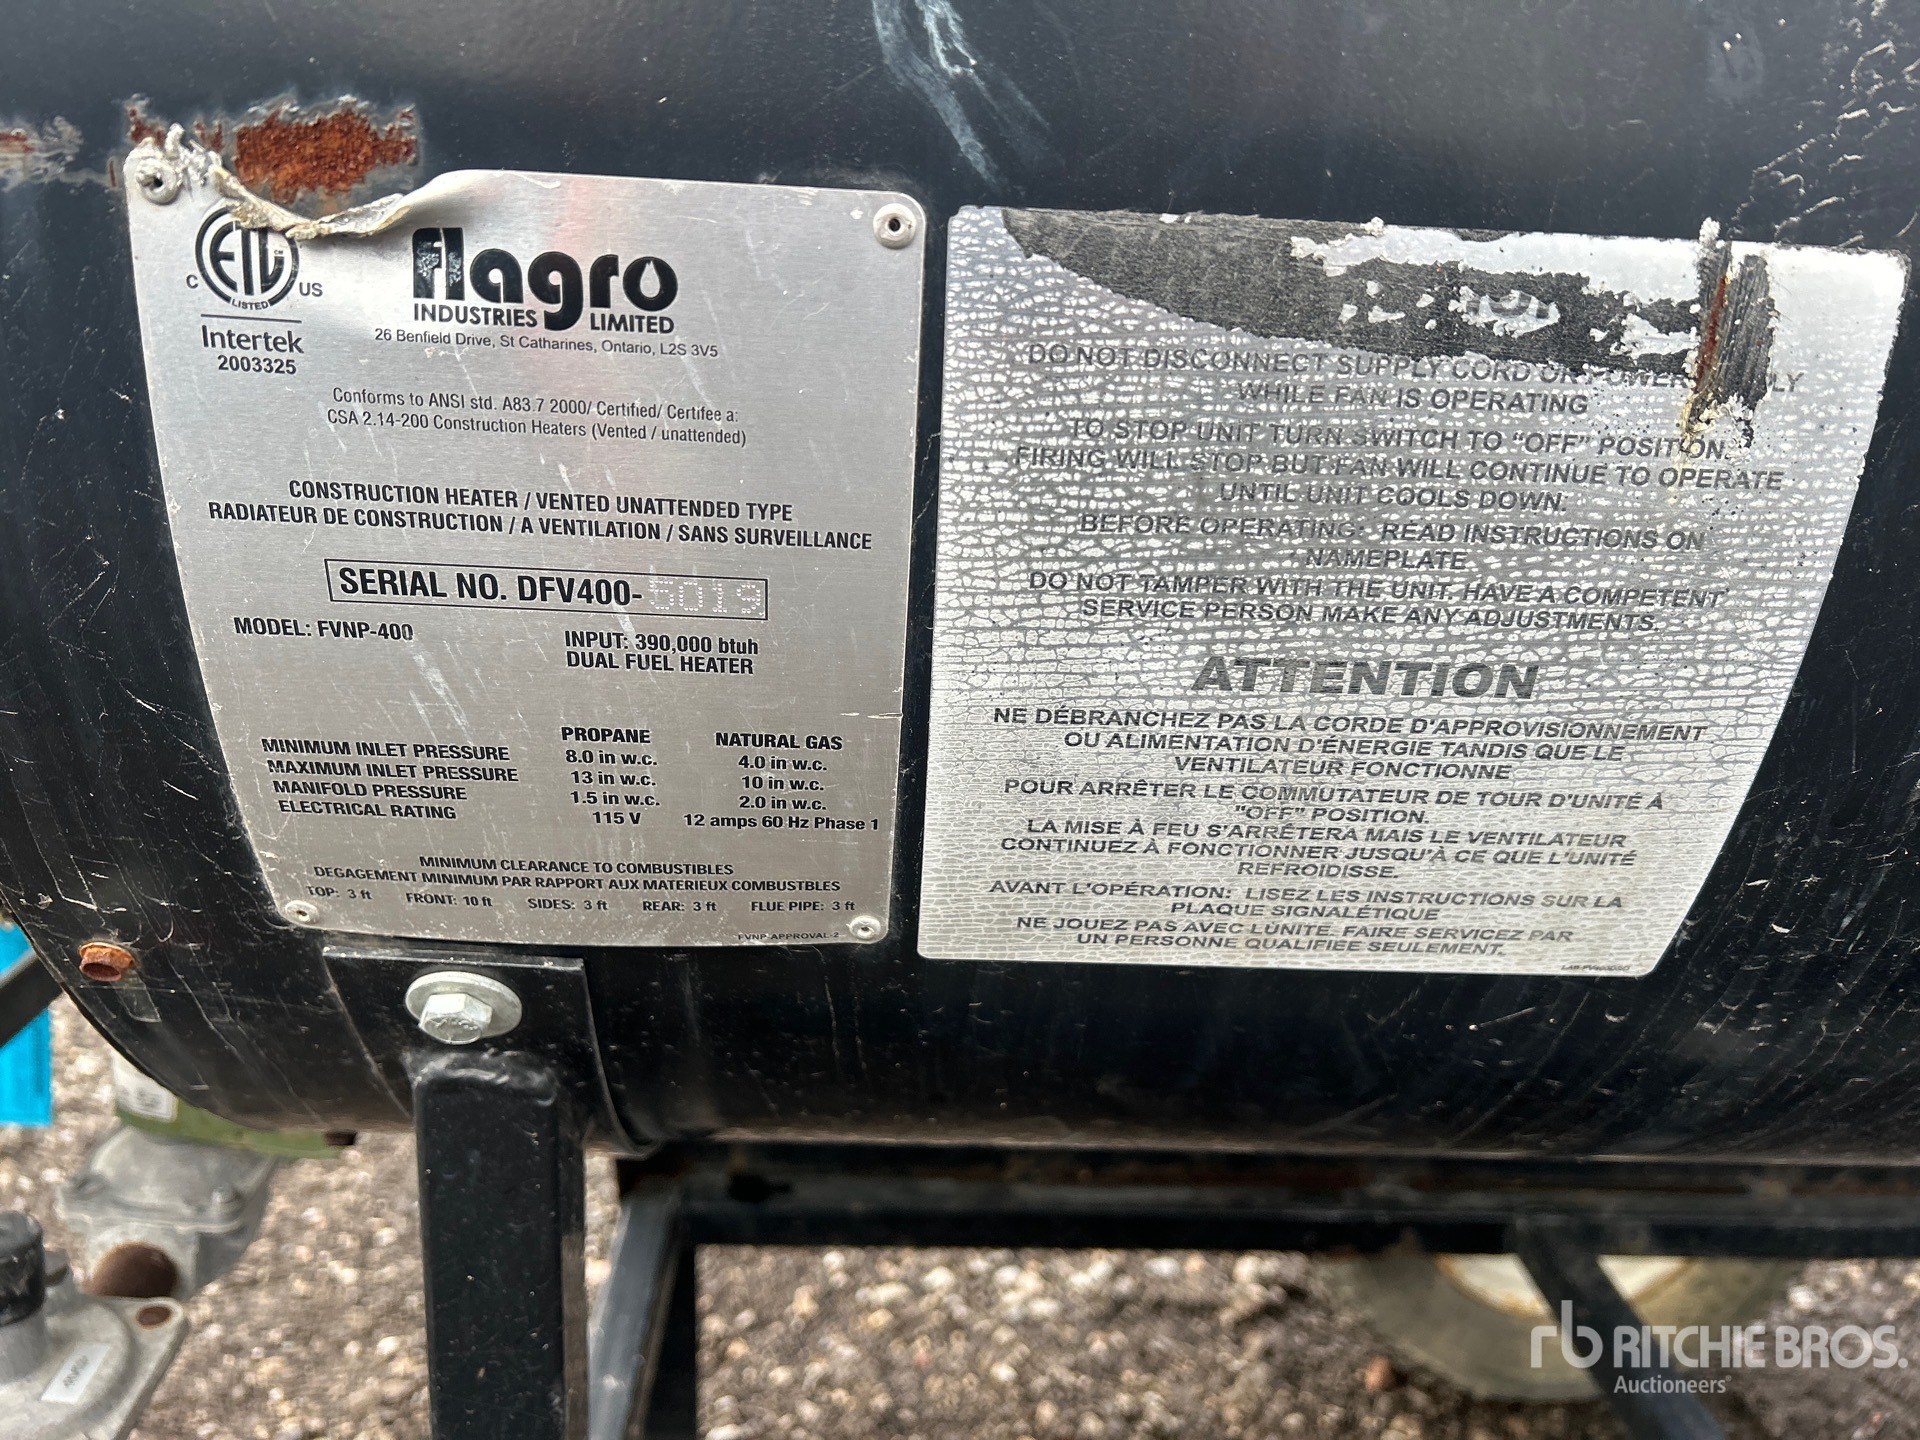 ETL
LISTED
C US
Intertek
2003325
flagro
INDUSTRIES LIMITED
26 Benfield Drive, St Catharines, Ontario, L2S 3V5
Conforms to ANSI std. A83.7 2000/ Certified/ Certifee a:
CSA 2.14-200 Construction Heaters (Vented / unattended)
CONSTRUCTION HEATER / VENTED UNATTENDED TYPE
RADIATEUR DE CONSTRUCTION / A VENTILATION / SANS SURVEILLANCE
SERIAL NO. DFV400-5019
MODEL: FVNP-400
INPUT: 390,000 btuh
DUAL FUEL HEATER
PROPANE NATURAL GAS
MINIMUM INLET PRESSURE 8.0 in w.c. 4.0 in w.c.
MAXIMUM INLET PRESSURE 13 in w.c. 10 in w.c.
MANIFOLD PRESSURE 1.5 in w.c. 2.0 in w.c.
ELECTRICAL RATING 115 V 12 amps 60 Hz Phase 1
MINIMUM CLEARANCE TO COMBUSTIBLES
DEGAGEMENT MINIMUM PAR RAPPORT AUX MATERIEUX COMBUSTBLES
TOP: 3 ft FRONT: 10 ft SIDES: 3 ft REAR: 3 ft FLUE PIPE: 3 ft
FVNP-APPROVAL-2
DO NOT DISCONNECT SUPPLY CORD OR POWER
WHILE FAN IS OPERATING
TO STOP UNIT TURN SWITCH TO "OFF" POSITION.
FIRING WILL STOP BUT FAN WILL CONTINUE TO OPERATE
UNTIL UNIT COOLS DOWN.
BEFORE OPERATING: READ INSTRUCTIONS ON
NAMEPLATE
DO NOT TAMPER WITH THE UNIT. HAVE A COMPETENT
SERVICE PERSON MAKE ANY ADJUSTMENTS.
ATTENTION
NE DÉBRANCHEZ PAS LA CORDE D'APPROVISIONNEMENT
OU ALIMENTATION D'ÉNERGIE TANDIS QUE LE
VENTILATEUR FONCTIONNE
POUR ARRÊTER LE COMMUTATEUR DE TOUR D'UNITÉ À
"OFF" POSITION.
LA MISE À FEU S'ARRÊTERA MAIS LE VENTILATEUR
CONTINUEZ À FONCTIONNER JUSQU'À CE QUE L'UNITÉ
REFROIDISSE.
AVANT L'OPÉRATION: LISEZ LES INSTRUCTIONS SUR LA
PLAQUE SIGNALÉTIQUE
NE JOUEZ PAS AVEC LÙNITE. FAIRE SERVICEZ PAR
UN PERSONNE QUALIFIEE SEULEMENT.
rb RITCHIE BROS.
Auctioneers